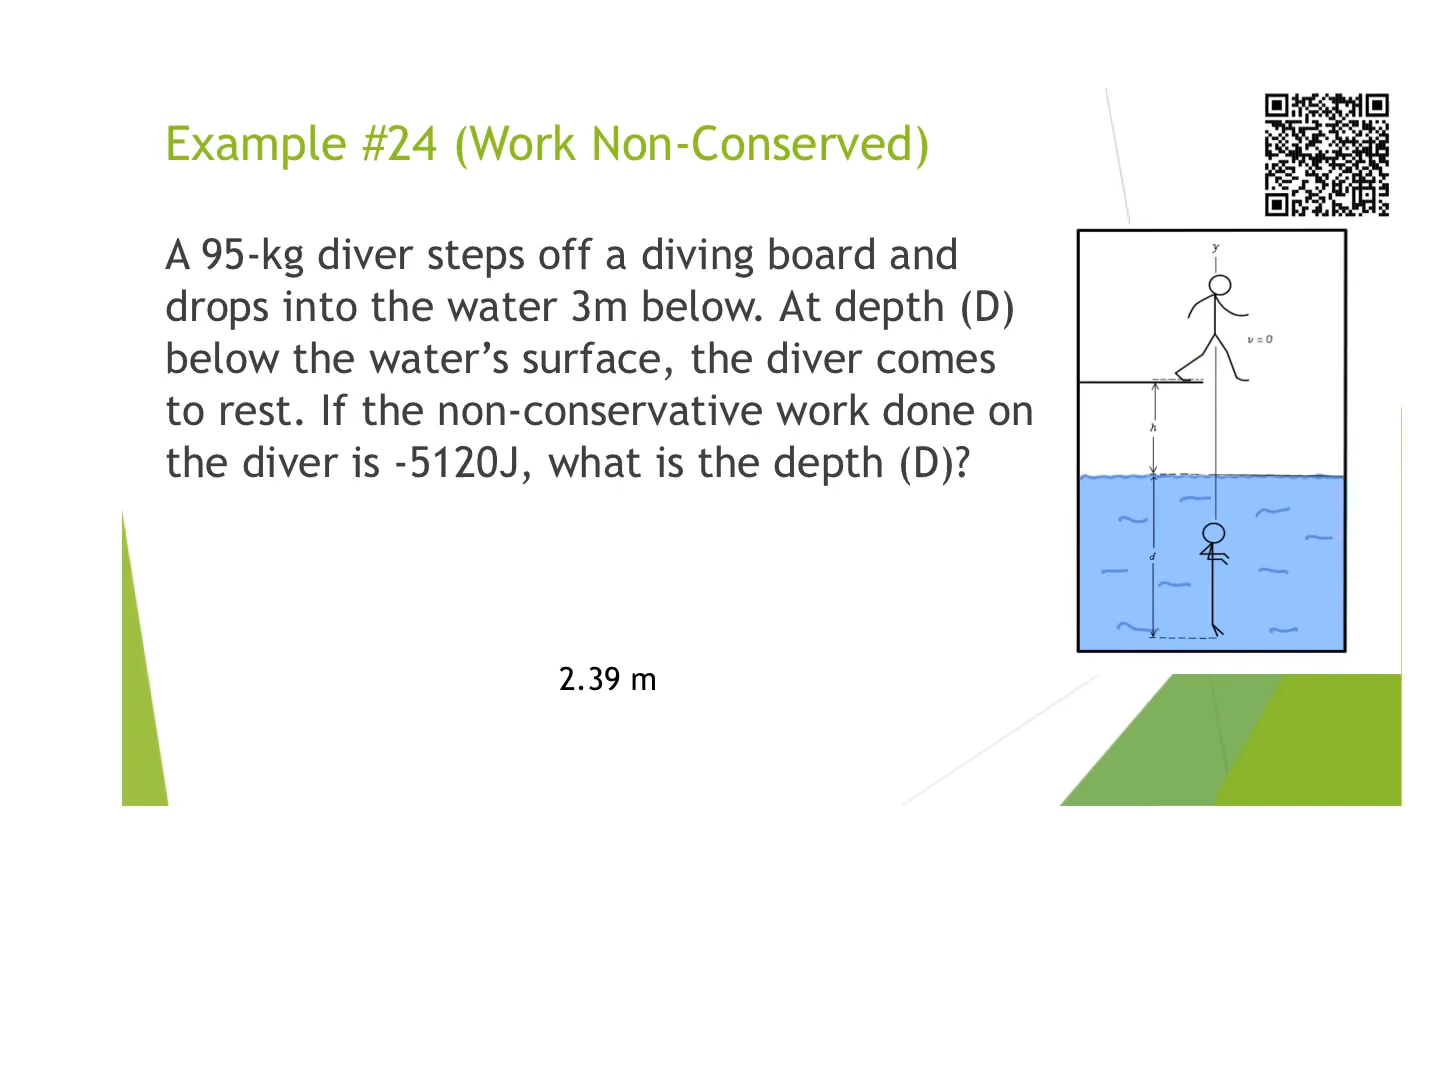 Example #24 (Work Non-Conserved)
A 95-kg diver steps off a diving board and
drops into the water 3m below. At depth (D)
below the water's surface, the diver comes
to rest. If the non-conservative work done on
the diver is -5120J, what is the depth (D)?
y
v = 0
h
d
2.39 m